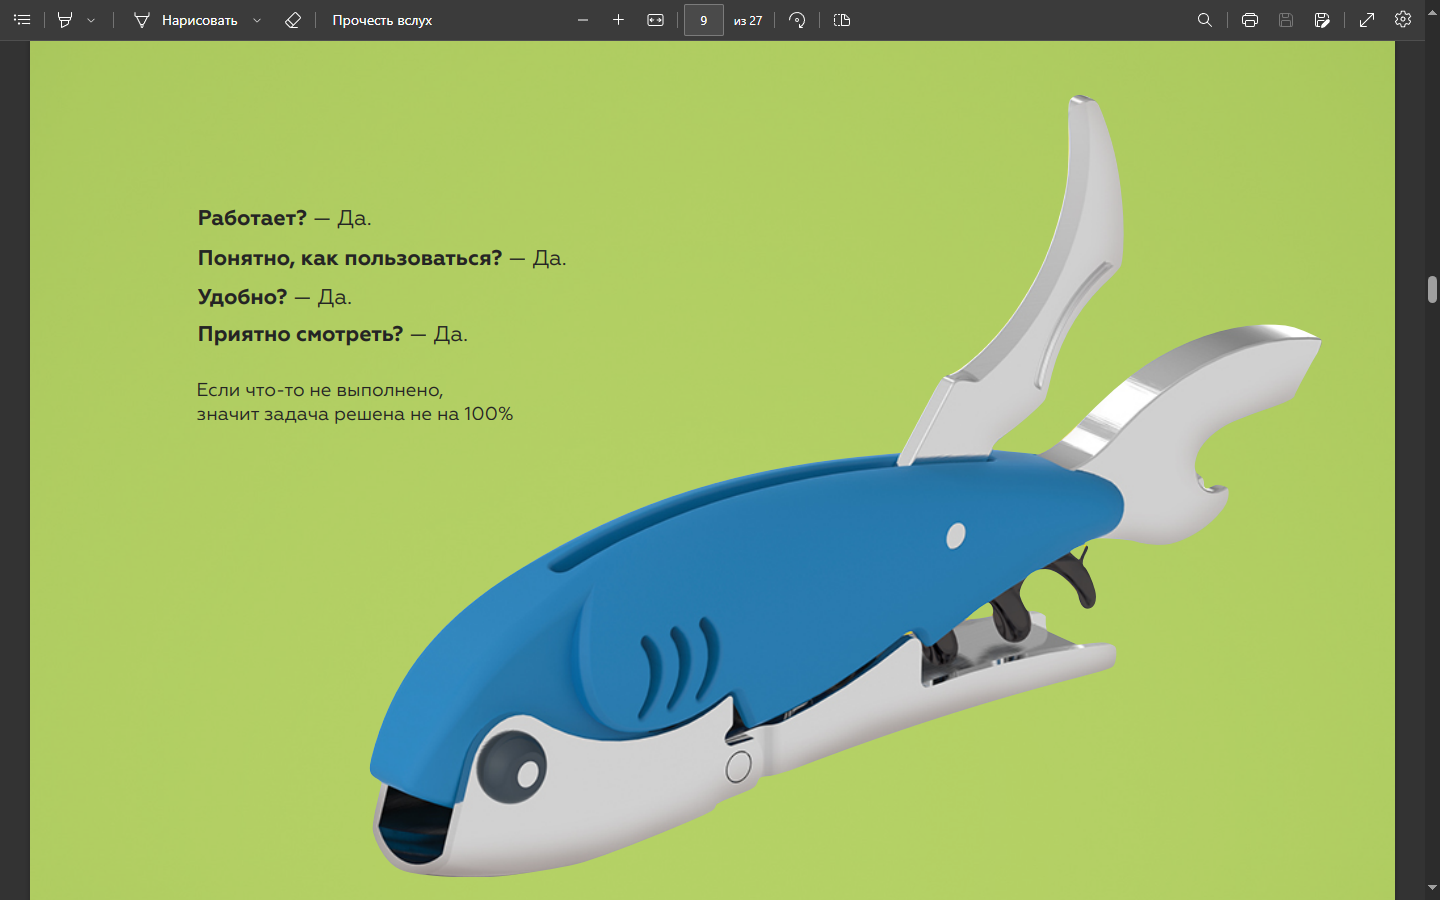 Нарисовать
Прочесть вслух
9
из 27
Работает? — Да.
Понятно, как пользоваться? — Да.
Удобно? — Да.
Приятно смотреть? — Да.
Если что-то не выполнено,
значит задача решена не на 100%